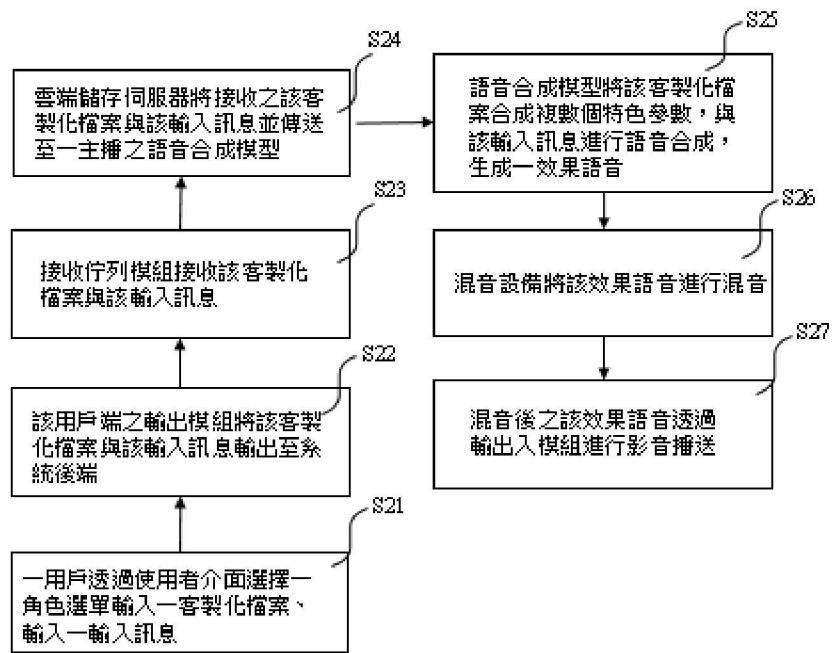 S21
一用戶透過使用者介面選擇一
角色選單輸入一客製化檔案、
輸入一輸入訊息
S22
該用戶端之輸出模組將該客製
化檔案與該輸入訊息輸出至系
統後端
S23
接收佇列模組接收該客製化
檔案與該輸入訊息
S24
雲端儲存伺服器將接收之該客
製化檔案與該輸入訊息並傳送
至一主播之語音合成模型
S25
語音合成模型將該客製化檔
案合成複數個特色參數，與
該輸入訊息進行語音合成，
生成一效果語音
S26
混音設備將該效果語音進行混音
S27
混音後之該效果語音透過
輸出入模組進行影音播送